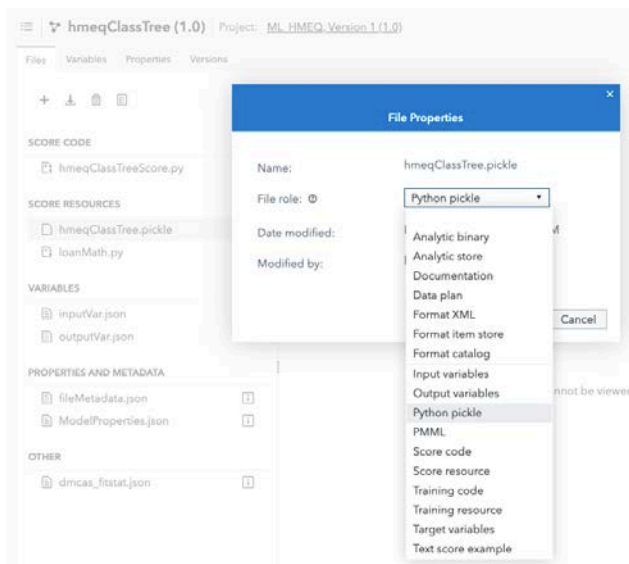 hmeqClassTree (1.0) Project: ML_HMEQ, Version 1 (1.0)
Files Variables Properties Versions
SCORE CODE
hmeqClassTreeScore.py
SCORE RESOURCES
hmeqClassTree.pickle
loanMath.py
VARIABLES
inputVar.json
outputVar.json
PROPERTIES AND METADATA
fileMetadata.json
ModelProperties.json
OTHER
dmcas_fitstat.json
File Properties
Name: hmeqClassTree.pickle
File role: Python pickle
Date modified:
Modified by:
Analytic binary
Analytic store
Documentation
Data plan
Format XML
Format item store
Format catalog
Input variables
Output variables
Python pickle
PMML
Score code
Score resource
Training code
Training resource
Target variables
Text score example
Cancel
be viewed